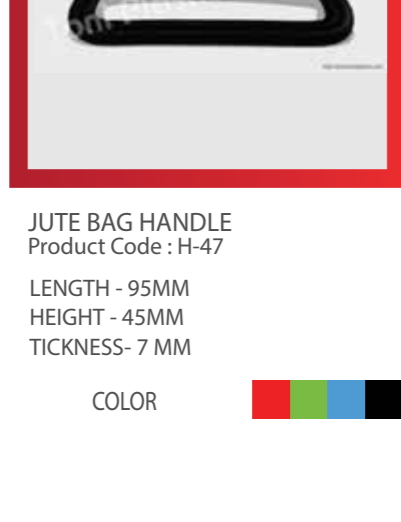 JUTE BAG HANDLE
Product Code : H-47
LENGTH - 95MM
HEIGHT - 45MM
TICKNESS- 7 MM
COLOR